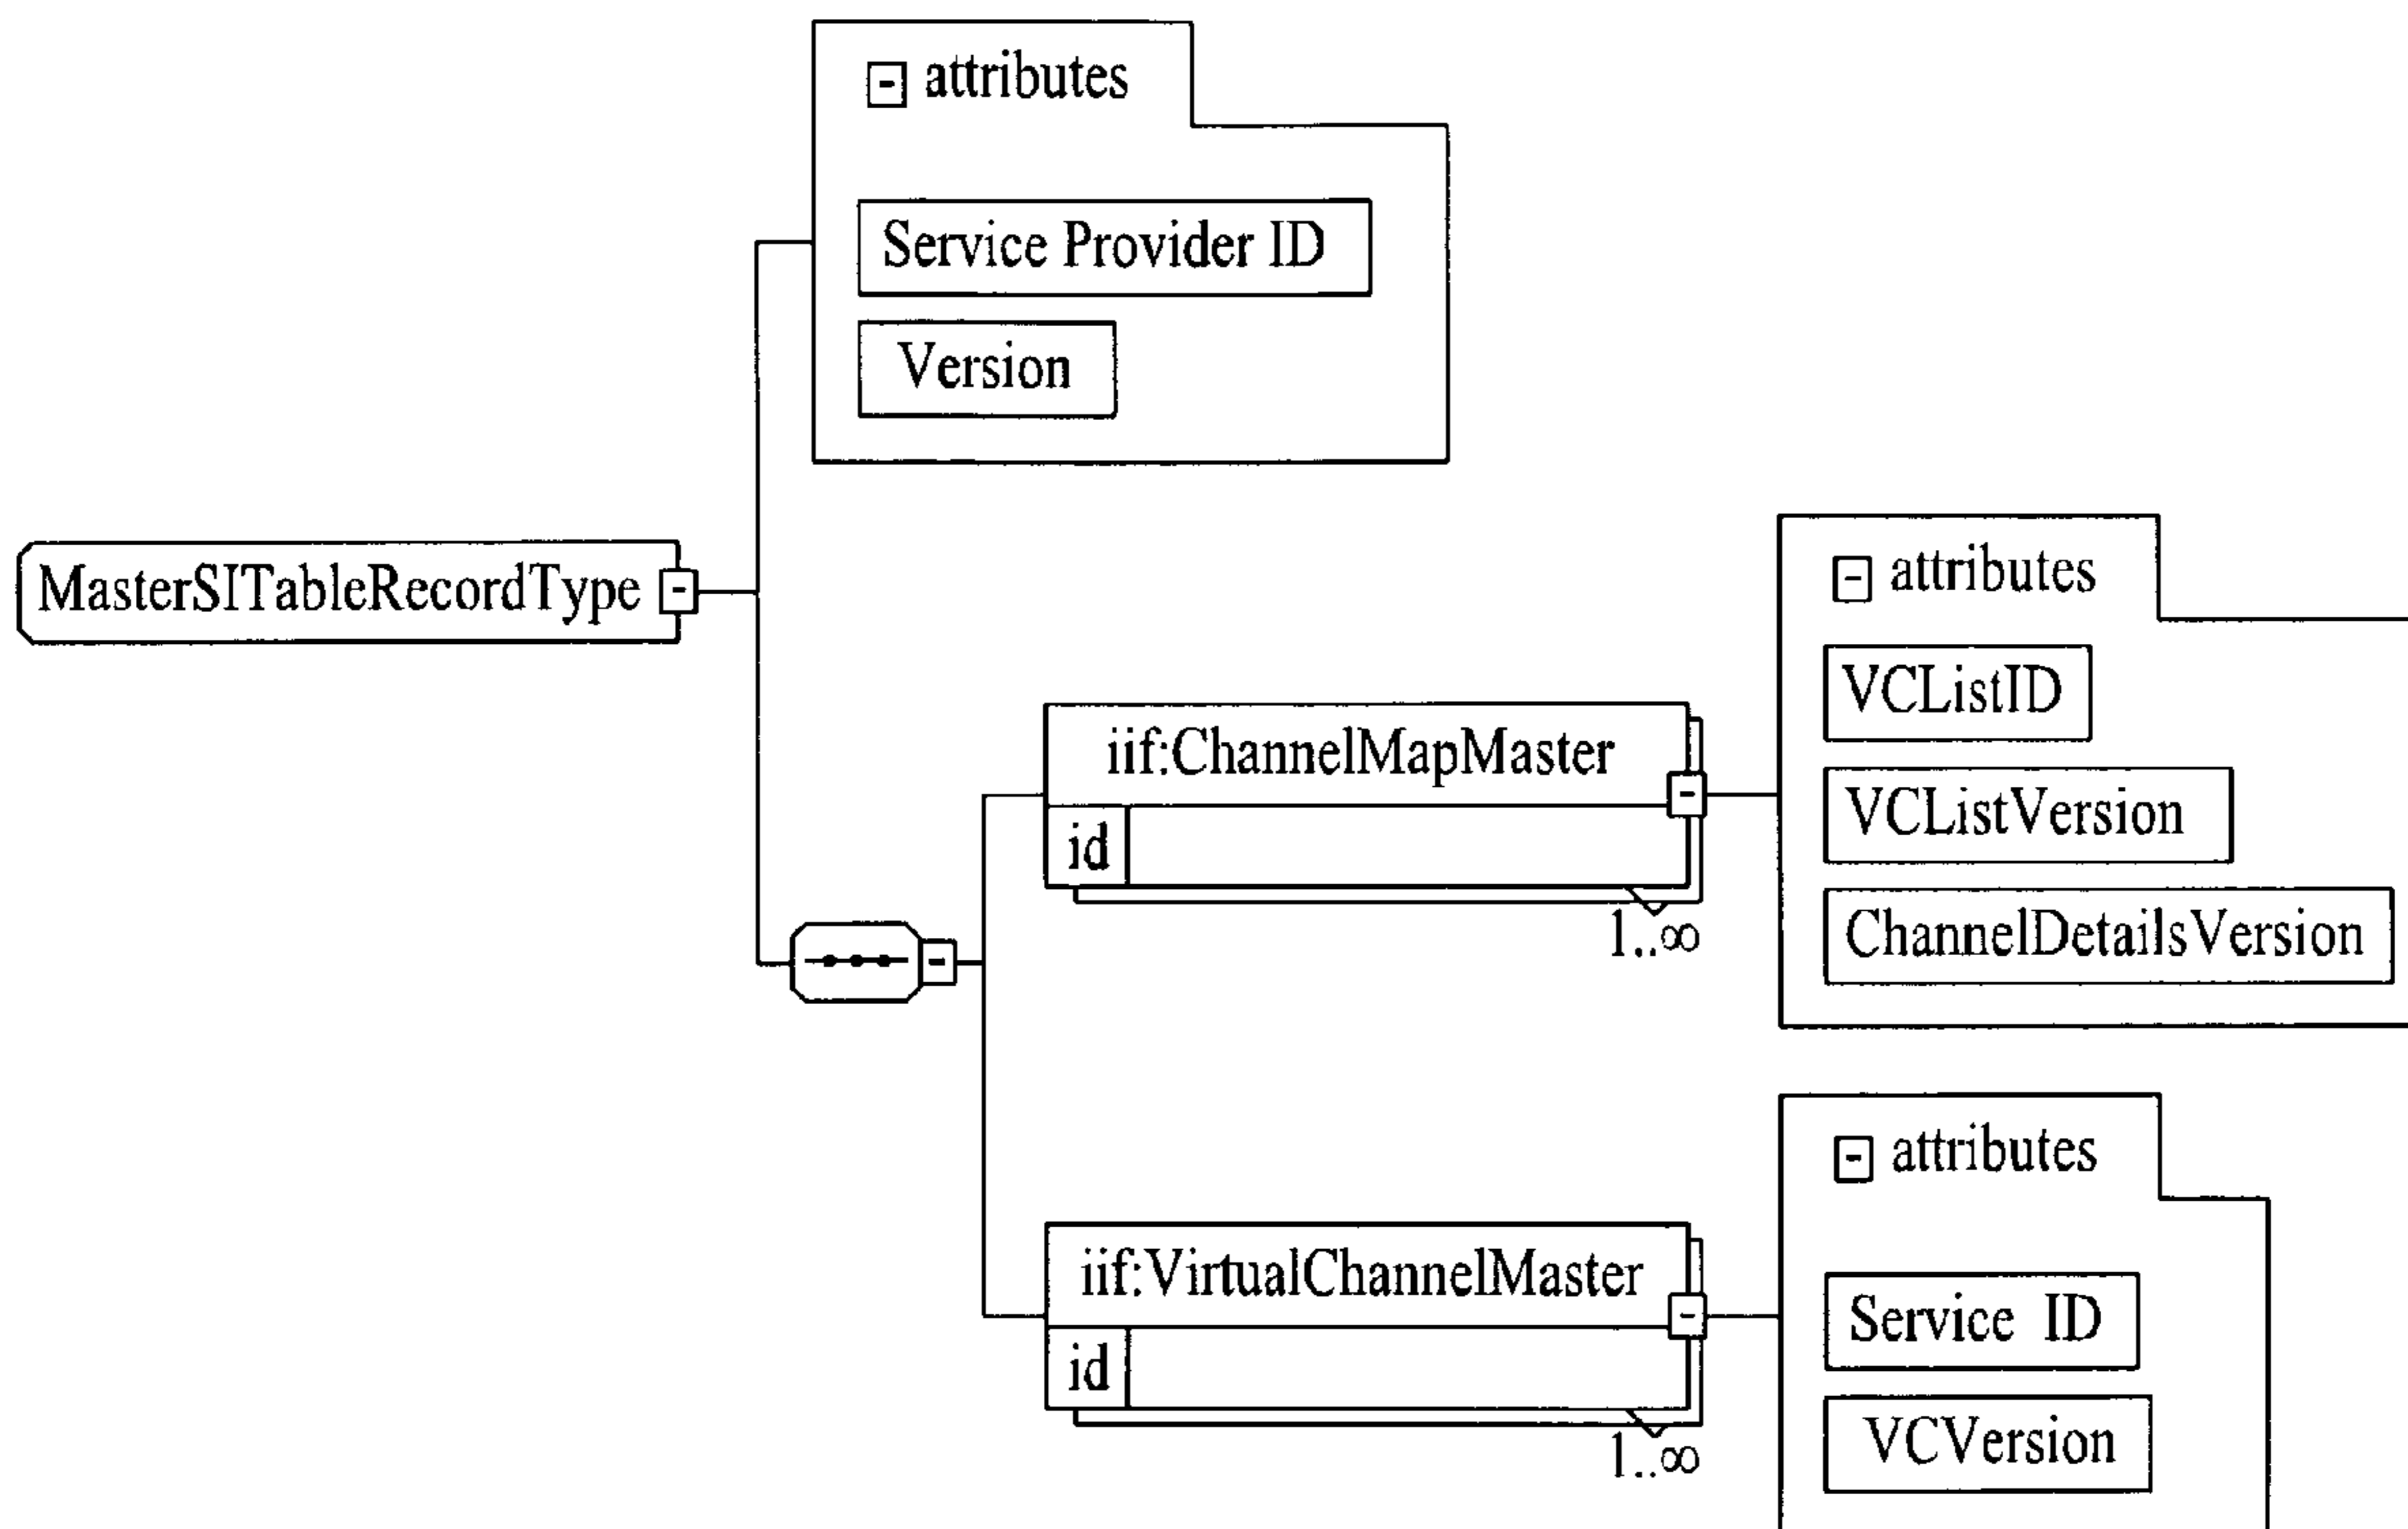 attributes
Service Provider ID
Version
MasterSITableRecordType
attributes
VCListID
VCListVersion
ChannelDetailsVersion
iif:ChannelMapMaster
id
1..∞
attributes
Service ID
VCVersion
iif:VirtualChannelMaster
id
1..∞